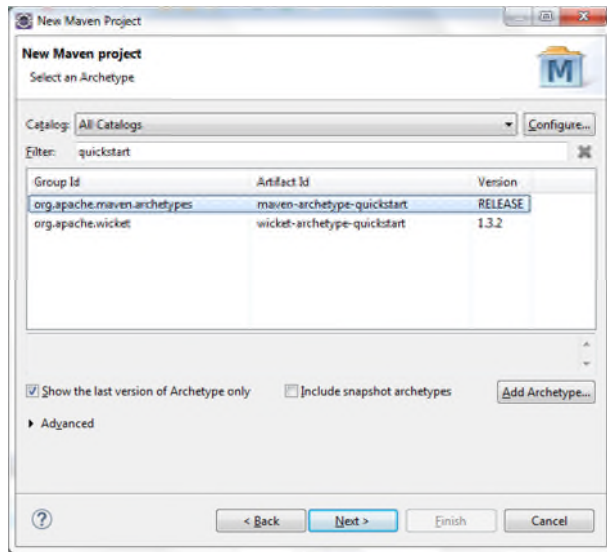 New Maven Project
New Maven project
Select an Archetype
M
Catalog: All Catalogs Configure...
Filter: quickstart
Group Id Artifact Id Version
org.apache.maven.archetypes maven-archetype-quickstart RELEASE
org.apache.wicket wicket-archetype-quickstart 1.3.2
Show the last version of Archetype only Include snapshot archetypes Add Archetype...
Advanced
? < Back Next > Finish Cancel